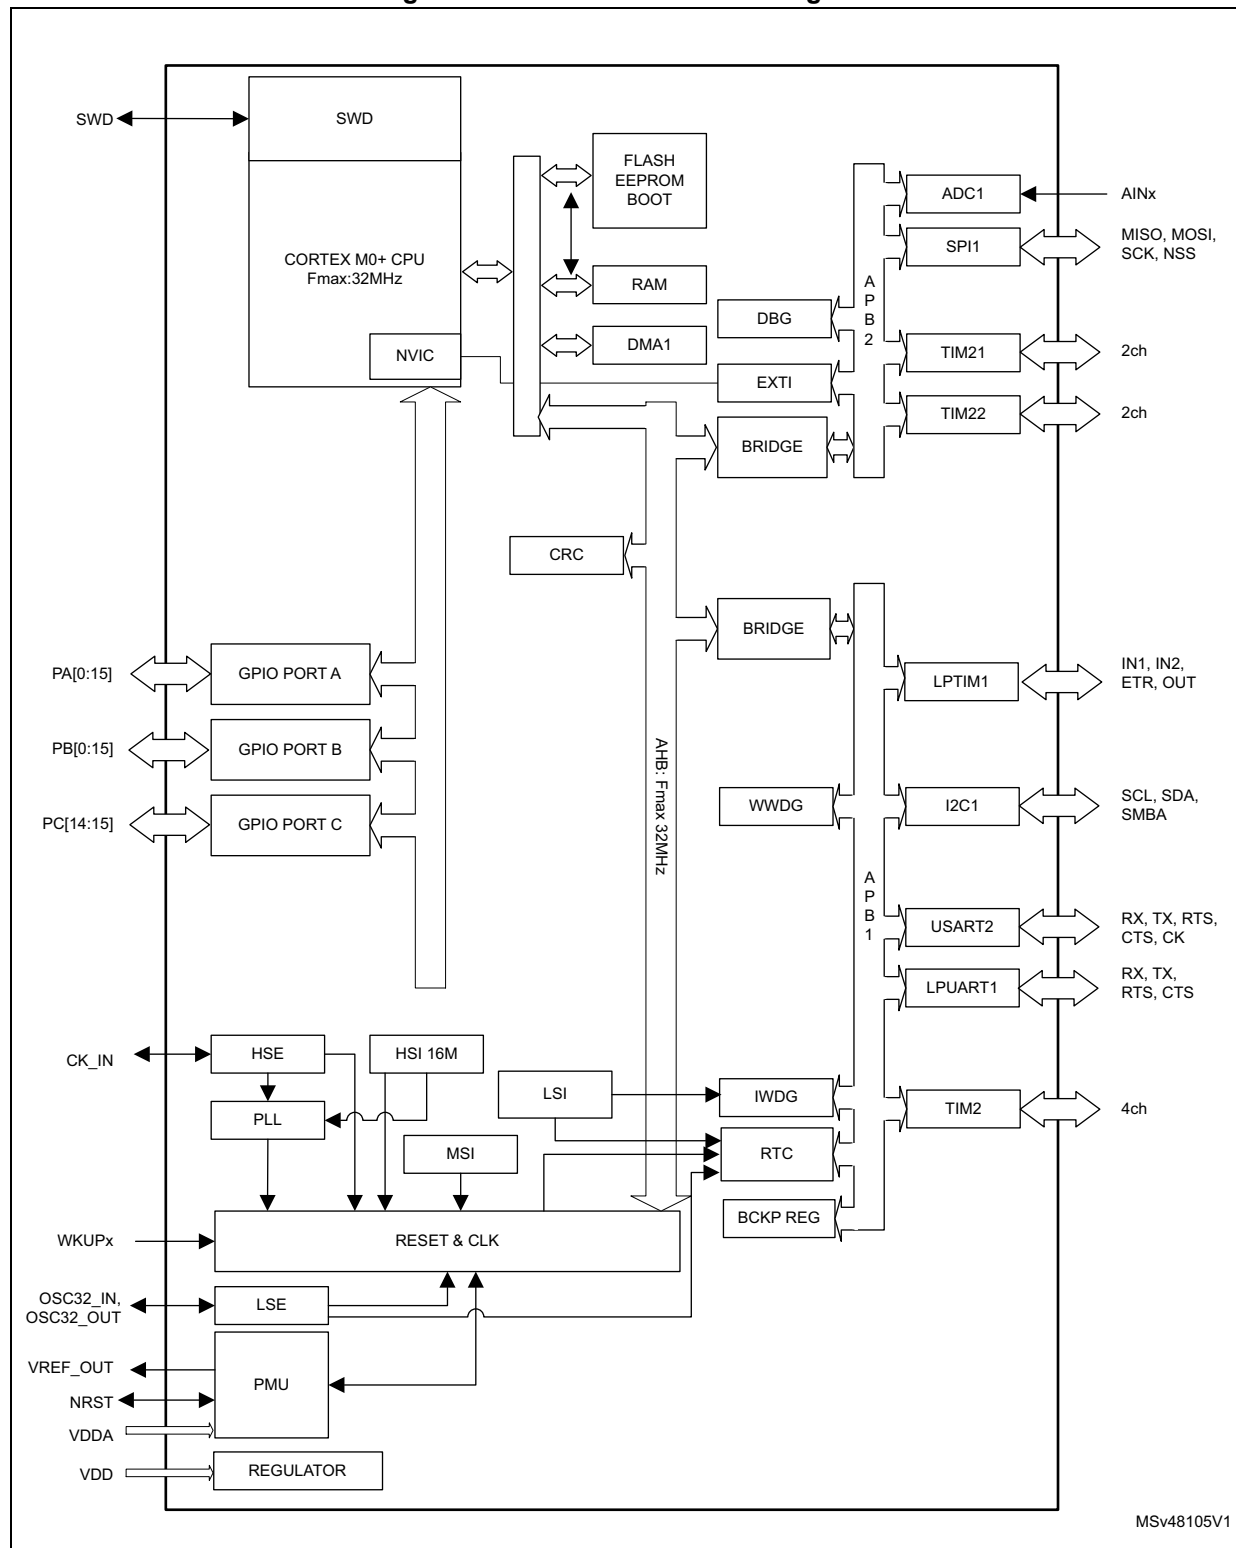 SWD
SWD
FLASH
EEPROM
BOOT
ADC1
AINx
SPI1
MISO, MOSI,
SCK, NSS
CORTEX M0+ CPU
Fmax:32MHz
RAM
A
P
B
2
DBG
NVIC
DMA1
TIM21
2ch
EXTI
TIM22
2ch
BRIDGE
CRC
BRIDGE
PA[0:15]
GPIO PORT A
LPTIM1
IN1, IN2,
ETR, OUT
PB[0:15]
GPIO PORT B
AHB: Fmax 32MHz
PC[14:15]
GPIO PORT C
WWDG
I2C1
SCL, SDA,
SMBA
A
P
B
1
USART2
RX, TX, RTS,
CTS, CK
LPUART1
RX, TX,
RTS, CTS
CK_IN
HSE
HSI 16M
LSI
IWDG
PLL
TIM2
4ch
MSI
RTC
BCKP REG
WKUPx
RESET & CLK
OSC32_IN,
OSC32_OUT
LSE
VREF_OUT
PMU
NRST
VDDA
VDD
REGULATOR
MSv48105V1